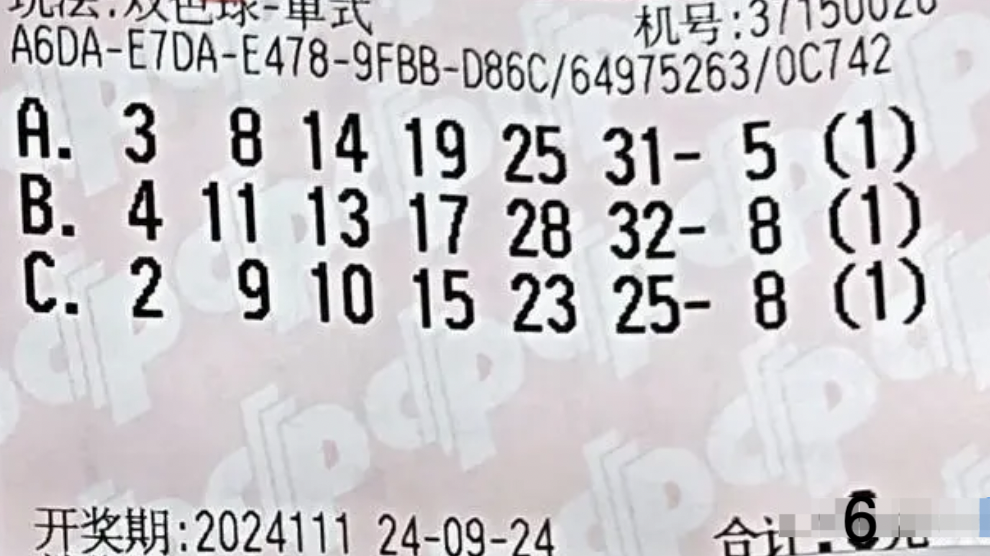 玩法:双色球-单式
机号:37150026
A6DA-E7DA-E478-9FBB-D86C/64975263/0C742
A. 3 8 14 19 25 31- 5 (1)
B. 4 11 13 17 28 32- 8 (1)
C. 2 9 10 15 23 25- 8 (1)
开奖期:2024111 24-09-24
合计:6元